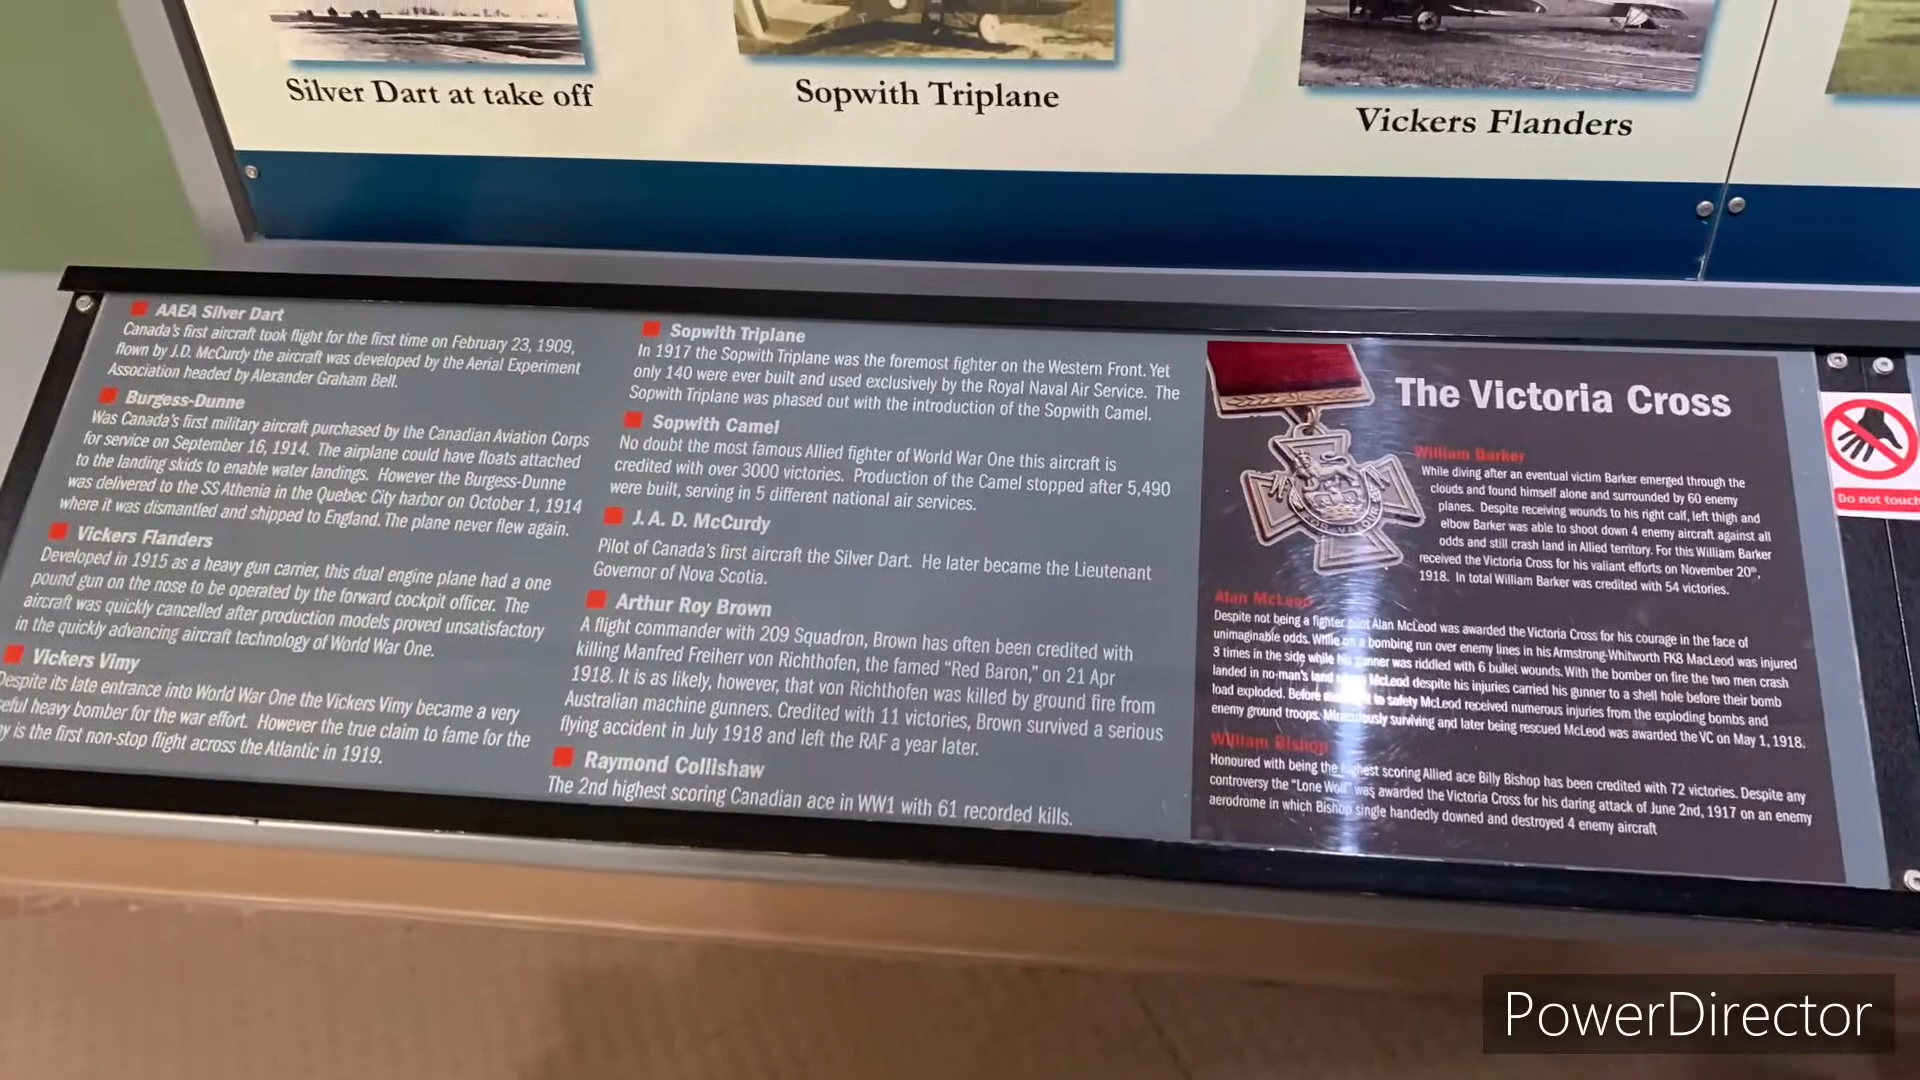 Silver Dart at take off
Sopwith Triplane
Vickers Flanders
AAEA Silver Dart
Canada's first aircraft took flight for the first time on February 23, 1909,
flown by J.D. McCurdy the aircraft was developed by the Aerial Experiment
Association headed by Alexander Graham Bell.
Burgess-Dunne
Was Canada's first military aircraft purchased by the Canadian Aviation Corps
for service on September 16, 1914. The airplane could have floats attached
to the landing skids to enable water landings. However the Burgess-Dunne
was delivered to the SS Athenia in the Quebec City harbor on October 1, 1914
where it was dismantled and shipped to England. The plane never flew again.
Vickers Flanders
Developed in 1915 as a heavy gun carrier, this dual engine plane had a one
pound gun on the nose to be operated by the forward cockpit officer. The
aircraft was quickly cancelled after production models proved unsatisfactory
in the quickly advancing aircraft technology of World War One.
Vickers Vimy
Despite its late entrance into World War One the Vickers Vimy became a very
heavy bomber for the war effort. However the true claim to fame for the
is the first non-stop flight across the Atlantic in 1919.
Sopwith Triplane
In 1917 the Sopwith Triplane was the foremost fighter on the Western Front. Yet
only 140 were ever built and used exclusively by the Royal Naval Air Service. The
Sopwith Triplane was phased out with the introduction of the Sopwith Camel.
Sopwith Camel
No doubt the most famous Allied fighter of World War One this aircraft is
credited with over 3000 victories. Production of the Camel stopped after 5,490
were built, serving in 5 different national air services.
J. A. D. McCurdy
Pilot of Canada's first aircraft the Silver Dart. He later became the Lieutenant
Governor of Nova Scotia.
Arthur Roy Brown
A flight commander with 209 Squadron, Brown has often been credited with
killing Manfred Freiherr von Richthofen, the famed "Red Baron," on 21 Apr
1918. It is as likely, however, that von Richthofen was killed by ground fire from
Australian machine gunners. Credited with 11 victories, Brown survived a serious
flying accident in July 1918 and left the RAF a year later.
Raymond Collishaw
The 2nd highest scoring Canadian ace in WW1 with 61 recorded kills.
The Victoria Cross
William Barker
While diving after an eventual victim Barker emerged through the
clouds and found himself alone and surrounded by 60 enemy
planes. Despite receiving wounds to his right calf, left thigh and
elbow Barker was able to shoot down 4 enemy aircraft against all
odds and still crash land in Allied territory. For this William Barker
received the Victoria Cross for his valiant efforts on November 20th,
1918. In total William Barker was credited with 54 victories.
Alan McLeod
Despite not being a fighter pilot Alan McLeod was awarded the Victoria Cross for his courage in the face of
unimaginable odds. While on a bombing run over enemy lines in his Armstrong-Whitworth FK8 MacLeod was injured
3 times in the side while his gunner was riddled with 6 bullet wounds. With the bomber on fire the two men crash
landed in no-man's land McLeod despite his injuries carried his gunner to a shell hole before their bomb
load exploded. Before to safety McLeod received numerous injuries from the exploding bombs and
enemy ground troops. Miraculously surviving and later being rescued McLeod was awarded the VC on May 1, 1918.
William Bishop
Honoured with being the highest scoring Allied ace Billy Bishop has been credited with 72 victories. Despite any
controversy the "Lone Wolf" was awarded the Victoria Cross for his daring attack of June 2nd, 1917 on an enemy
aerodrome in which Bishop single handedly downed and destroyed 4 enemy aircraft
Do not touch
PowerDirector